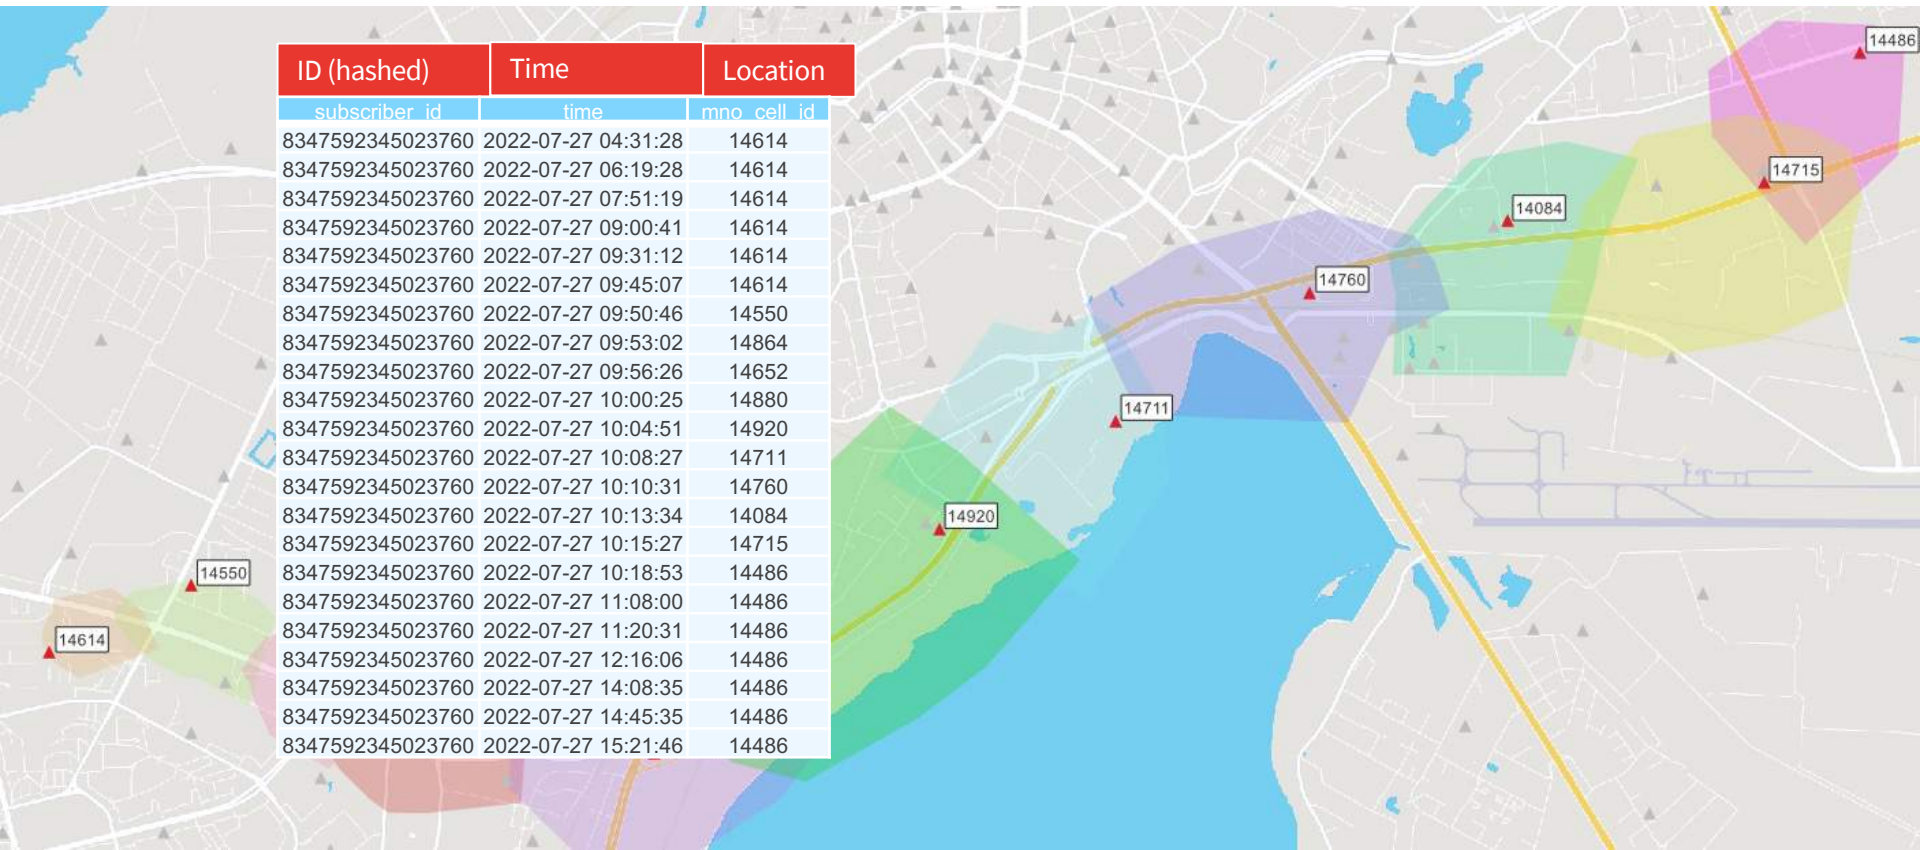 ID (hashed) Time Location
subscriber_id time mno_cell_id
8347592345023760 2022-07-27 04:31:28 14614
8347592345023760 2022-07-27 06:19:28 14614
8347592345023760 2022-07-27 07:51:19 14614
8347592345023760 2022-07-27 09:00:41 14614
8347592345023760 2022-07-27 09:31:12 14614
8347592345023760 2022-07-27 09:45:07 14614
8347592345023760 2022-07-27 09:50:46 14550
8347592345023760 2022-07-27 09:53:02 14864
8347592345023760 2022-07-27 09:56:26 14652
8347592345023760 2022-07-27 10:00:25 14880
8347592345023760 2022-07-27 10:04:51 14920
8347592345023760 2022-07-27 10:08:27 14711
8347592345023760 2022-07-27 10:10:31 14760
8347592345023760 2022-07-27 10:13:34 14084
8347592345023760 2022-07-27 10:15:27 14715
8347592345023760 2022-07-27 10:18:53 14486
8347592345023760 2022-07-27 11:08:00 14486
8347592345023760 2022-07-27 11:20:31 14486
8347592345023760 2022-07-27 12:16:06 14486
8347592345023760 2022-07-27 14:08:35 14486
8347592345023760 2022-07-27 14:45:35 14486
8347592345023760 2022-07-27 15:21:46 14486
14486
14715
14084
14760
14711
14920
14550
14614